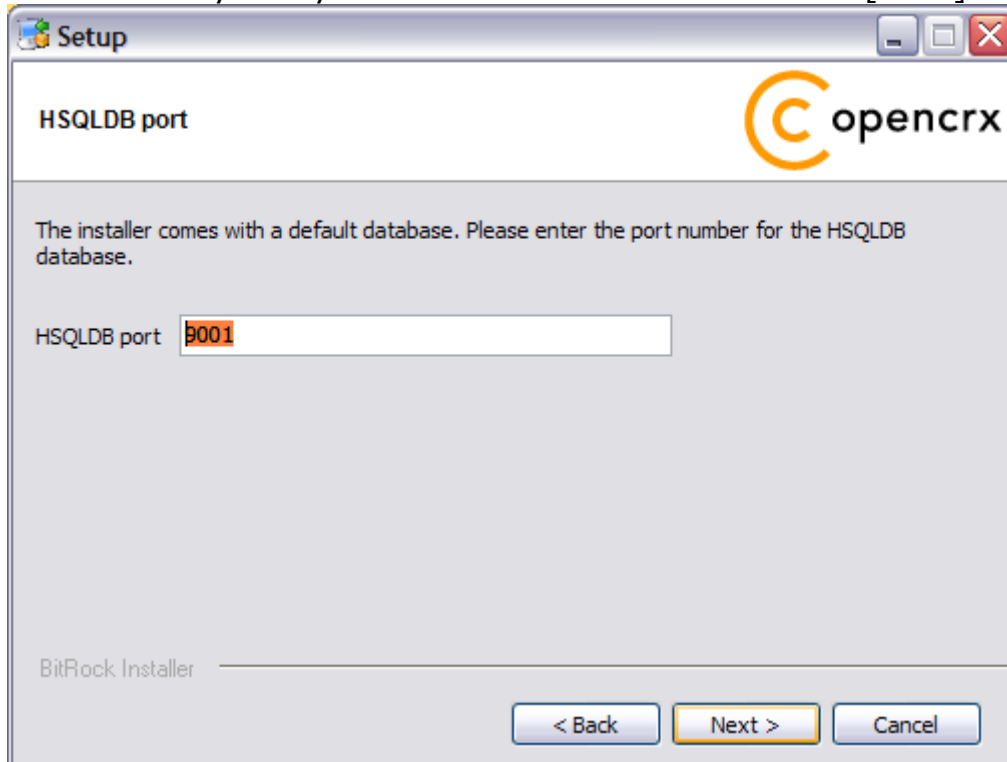 Setup
HSQLDB port
opencrx
The installer comes with a default database. Please enter the port number for the HSQLDB
database.
HSQLDB port 9001
BitRock Installer
< Back Next > Cancel